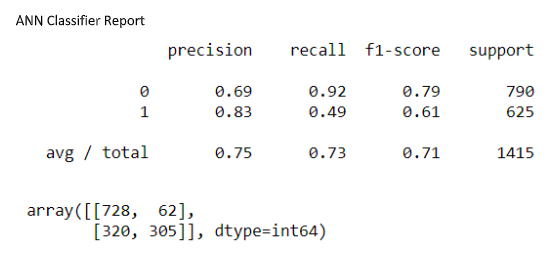 ANN Classifier Report
precision recall f1-score support
0 0.69 0.92 0.79 790
1 0.83 0.49 0.61 625
avg / total 0.75 0.73 0.71 1415
array([[728, 62],
[320, 305]], dtype=int64)